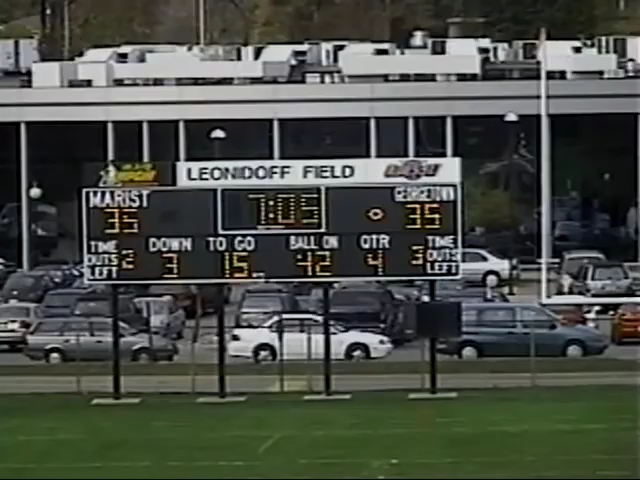 LEONIDOFF FIELD
MARIST 7:05 GEORGETOWN
35 35
TIME OUTS LEFT 2 DOWN 3 TO GO 15 BALL ON 42 QTR 4 3 TIME OUTS LEFT